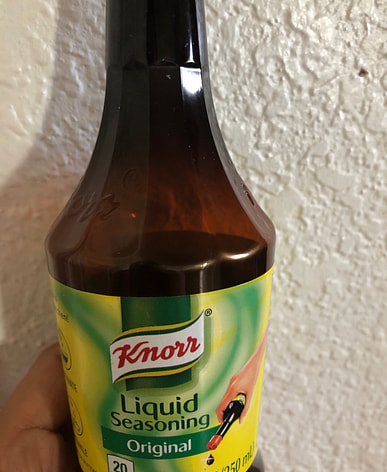 Knorr®
Liquid
Seasoning
Original
20
250 mL